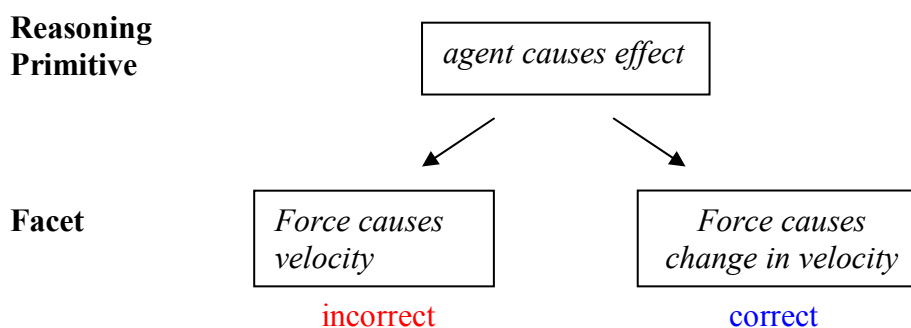 Reasoning
Primitive
agent causes effect
Facet
Force causes
velocity
Force causes
change in velocity
incorrect
correct